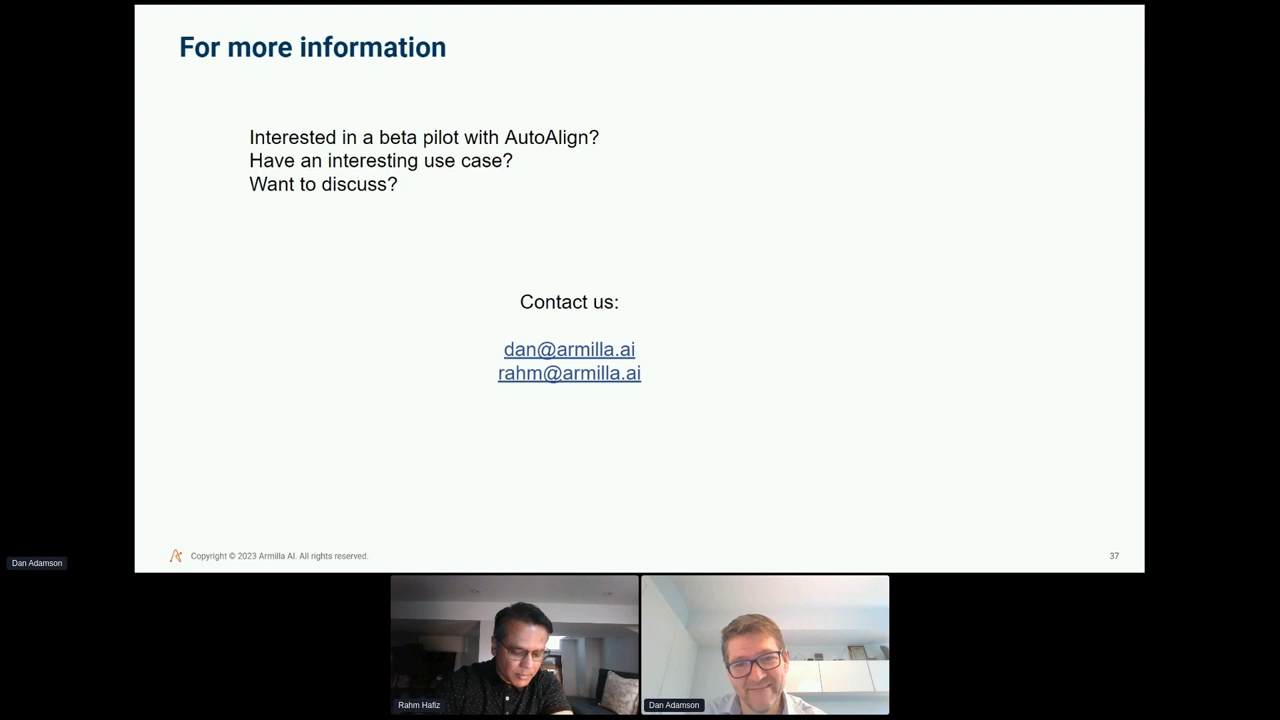 For more information
Interested in a beta pilot with AutoAlign?
Have an interesting use case?
Want to discuss?
Contact us:
dan@armilla.ai
rahm@armilla.ai
Copyright © 2023 Armilla AI. All rights reserved.
37
Dan Adamson
Rahm Hafiz
Dan Adamson